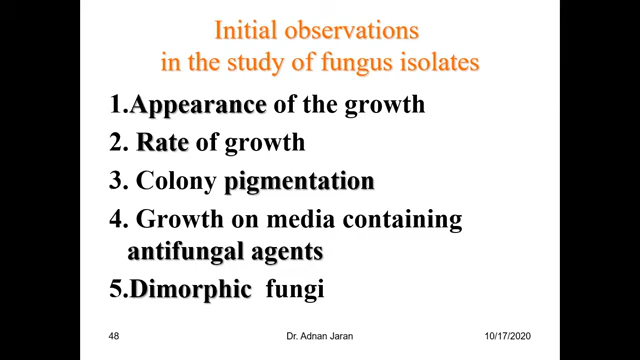 Initial observations
in the study of fungus isolates
1.Appearance of the growth
2. Rate of growth
3. Colony pigmentation
4. Growth on media containing
antifungal agents
5.Dimorphic fungi
48 Dr. Adnan Jaran 10/17/2020